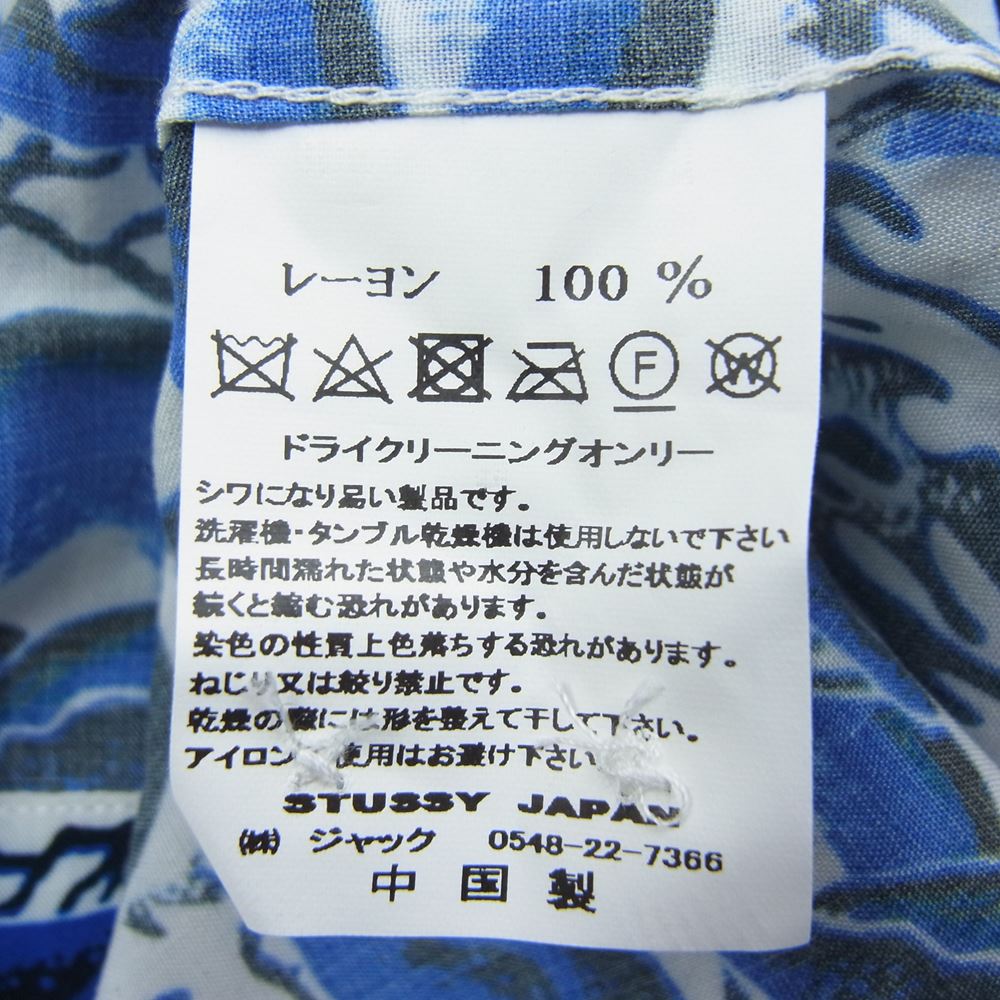 レーヨン 100 %
F W
ドライクリーニングオンリー
シワになり易い製品です。
洗濯機・タンブル乾燥機は使用しないで下さい
長時間濡れた状態や水分を含んだ状態が
続くと縮む恐れがあります。
染色の性質上色落ちする恐れがあります。
ねじり又は絞り禁止です。
乾燥の際には形を整えて干して下さい。
アイロン 使用はお避け下さい
STUSSY JAPAN
㈱ ジャック 0548-22-7366
中国製